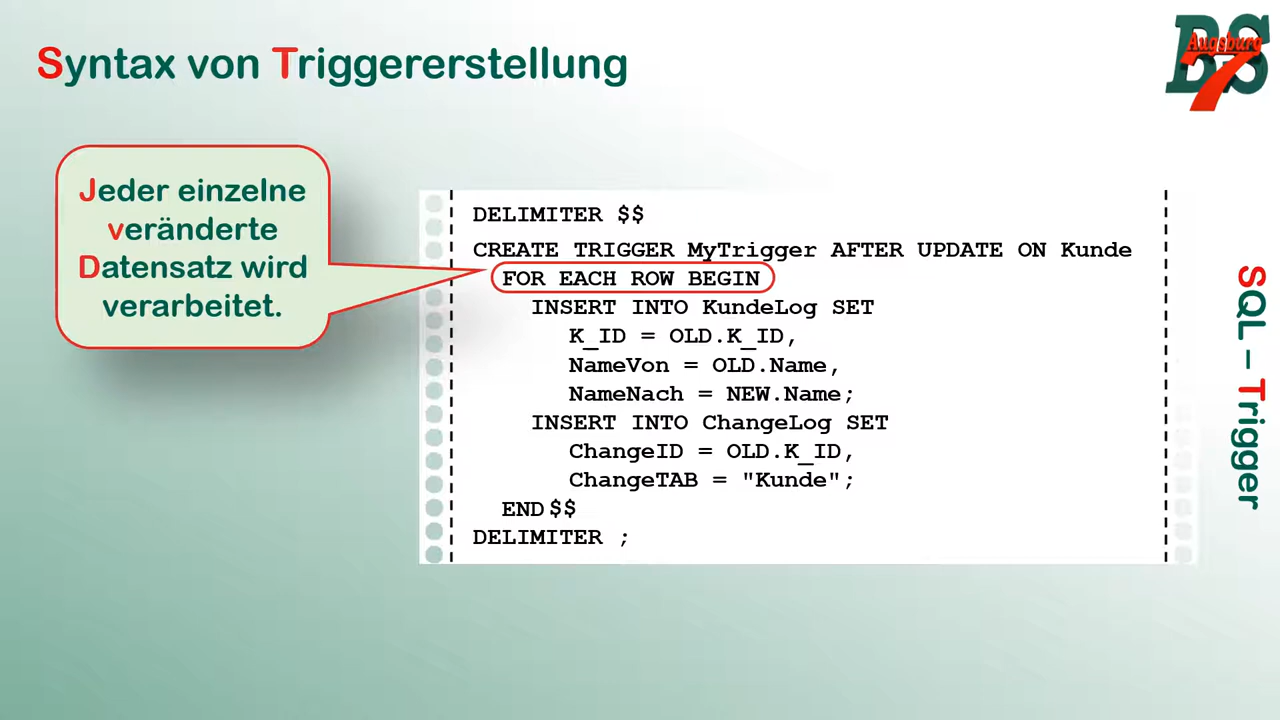 Syntax von Triggererstellung
BS
Augsburg
7
Jeder einzelne
veränderte
Datensatz wird
verarbeitet.
DELIMITER $$
CREATE TRIGGER MyTrigger AFTER UPDATE ON Kunde
FOR EACH ROW BEGIN
INSERT INTO KundeLog SET
K_ID = OLD.K_ID,
NameVon = OLD.Name,
NameNach = NEW.Name;
INSERT INTO ChangeLog SET
ChangeID = OLD.K_ID,
ChangeTAB = "Kunde";
END$$
DELIMITER ;
SQL – Trigger